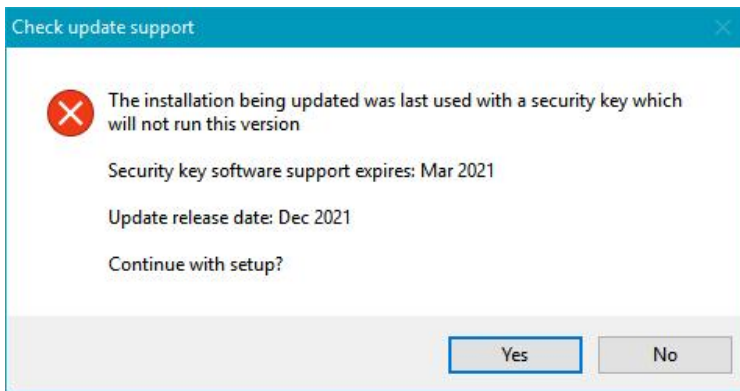 Check update support
The installation being updated was last used with a security key which
will not run this version
Security key software support expires: Mar 2021
Update release date: Dec 2021
Continue with setup?
Yes
No